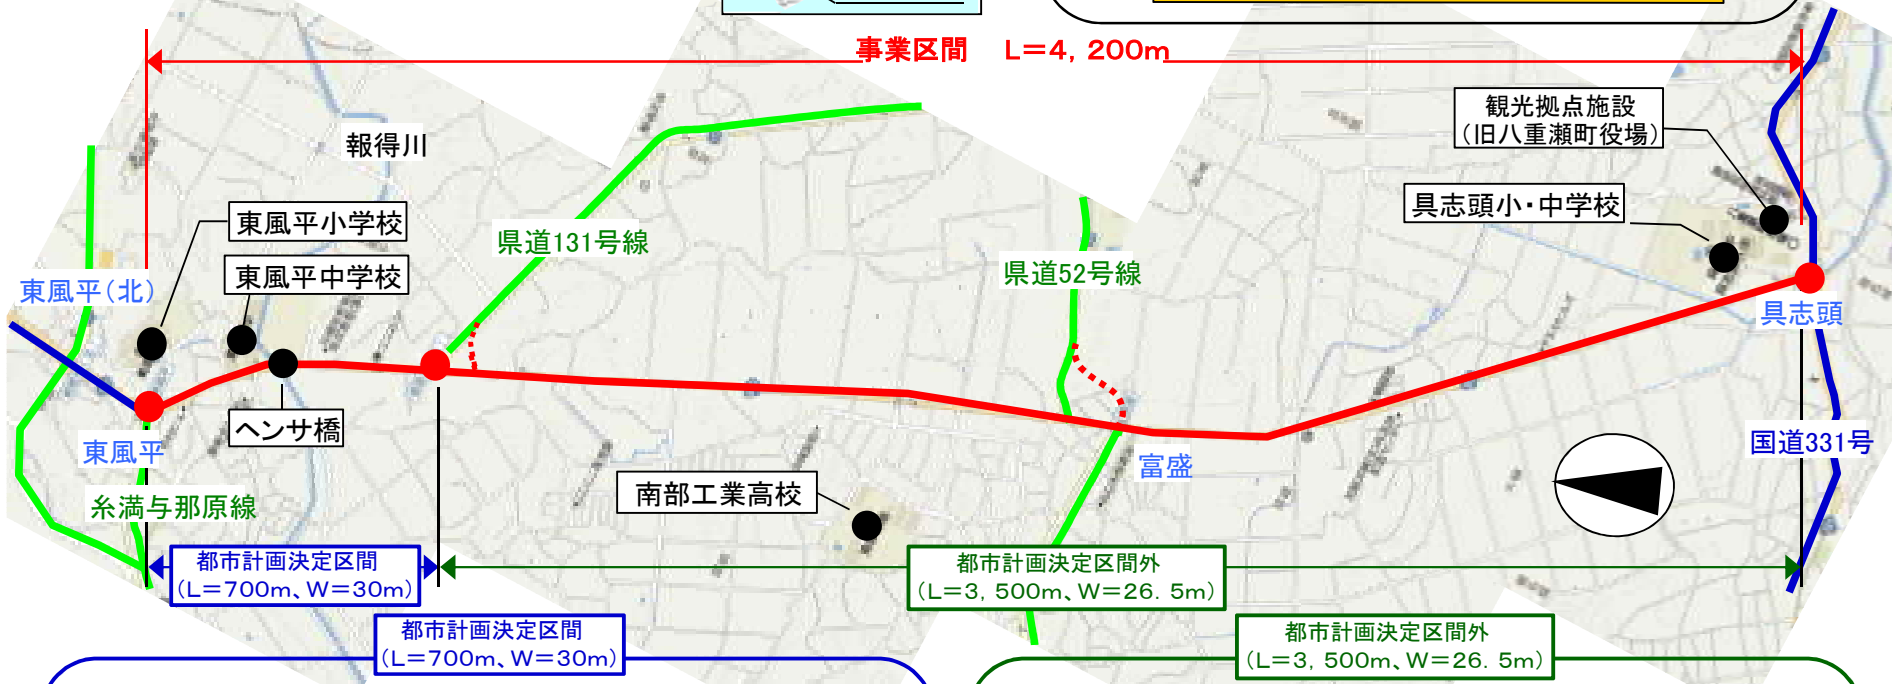 事業区間　L＝4，200m
観光拠点施設
（旧八重瀬町役場）
報得川
具志頭小・中学校
東風平小学校
県道131号線
東風平中学校
県道52号線
東風平（北）
具志頭
ヘンサ橋
東風平
国道331号
富盛
南部工業高校
糸満与那原線
都市計画決定区間
（L＝700m、W＝30m）
都市計画決定区間外
（L＝3，500m、W＝26．5m）
都市計画決定区間
（L＝700m、W＝30m）
都市計画決定区間外
（L＝3，500m、W＝26．5m）